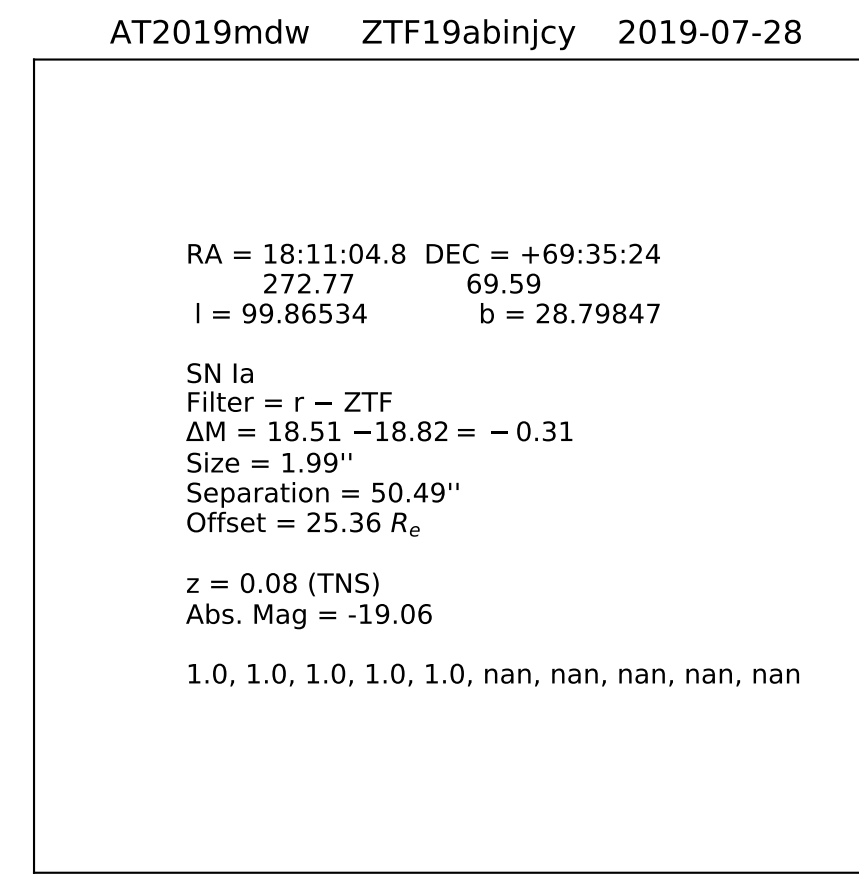 AT2019mdw ZTF19abinjcy 2019-07-28
RA = 18:11:04.8 DEC = +69:35:24
272.77 69.59
l = 99.86534 b = 28.79847
SN Ia
Filter = r − ZTF
ΔM = 18.51 −18.82 = − 0.31
Size = 1.99''
Separation = 50.49''
Offset = 25.36 Re
z = 0.08 (TNS)
Abs. Mag = -19.06
1.0, 1.0, 1.0, 1.0, 1.0, nan, nan, nan, nan, nan